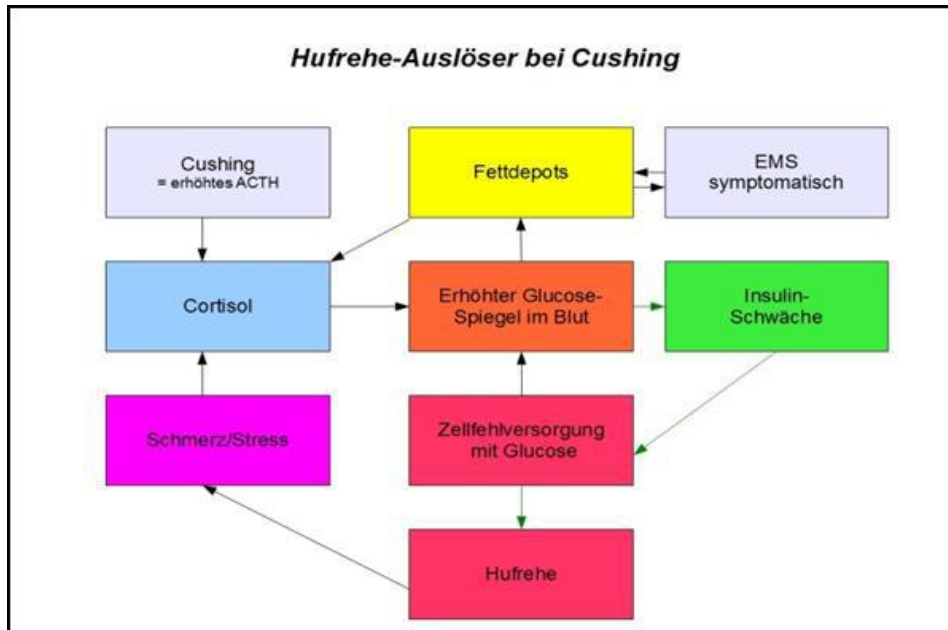 Hufrehe-Auslöser bei Cushing
Cushing
= erhöhtes ACTH
Fettdepots
EMS
symptomatisch
Cortisol
Erhöhter Glucose-
Spiegel im Blut
Insulin-
Schwäche
Schmerz/Stress
Zellfehlversorgung
mit Glucose
Hufrehe